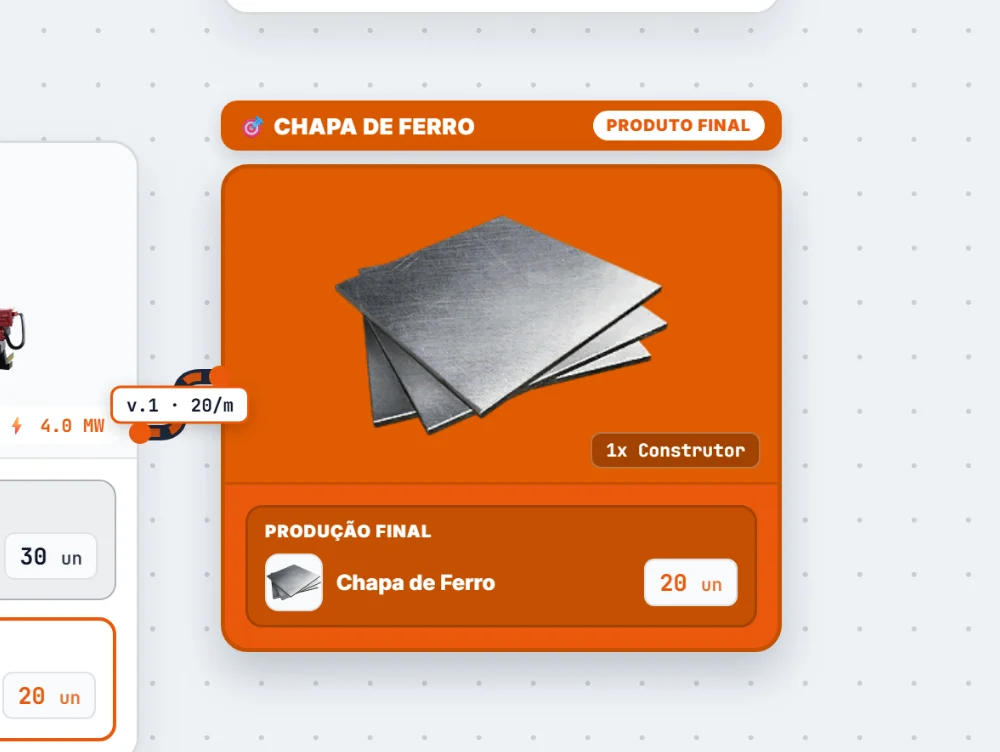 CHAPA DE FERRO
PRODUTO FINAL
4.0 MW
v.1 · 20/m
1x Construtor
30 un
20 un
PRODUÇÃO FINAL
Chapa de Ferro
20 un